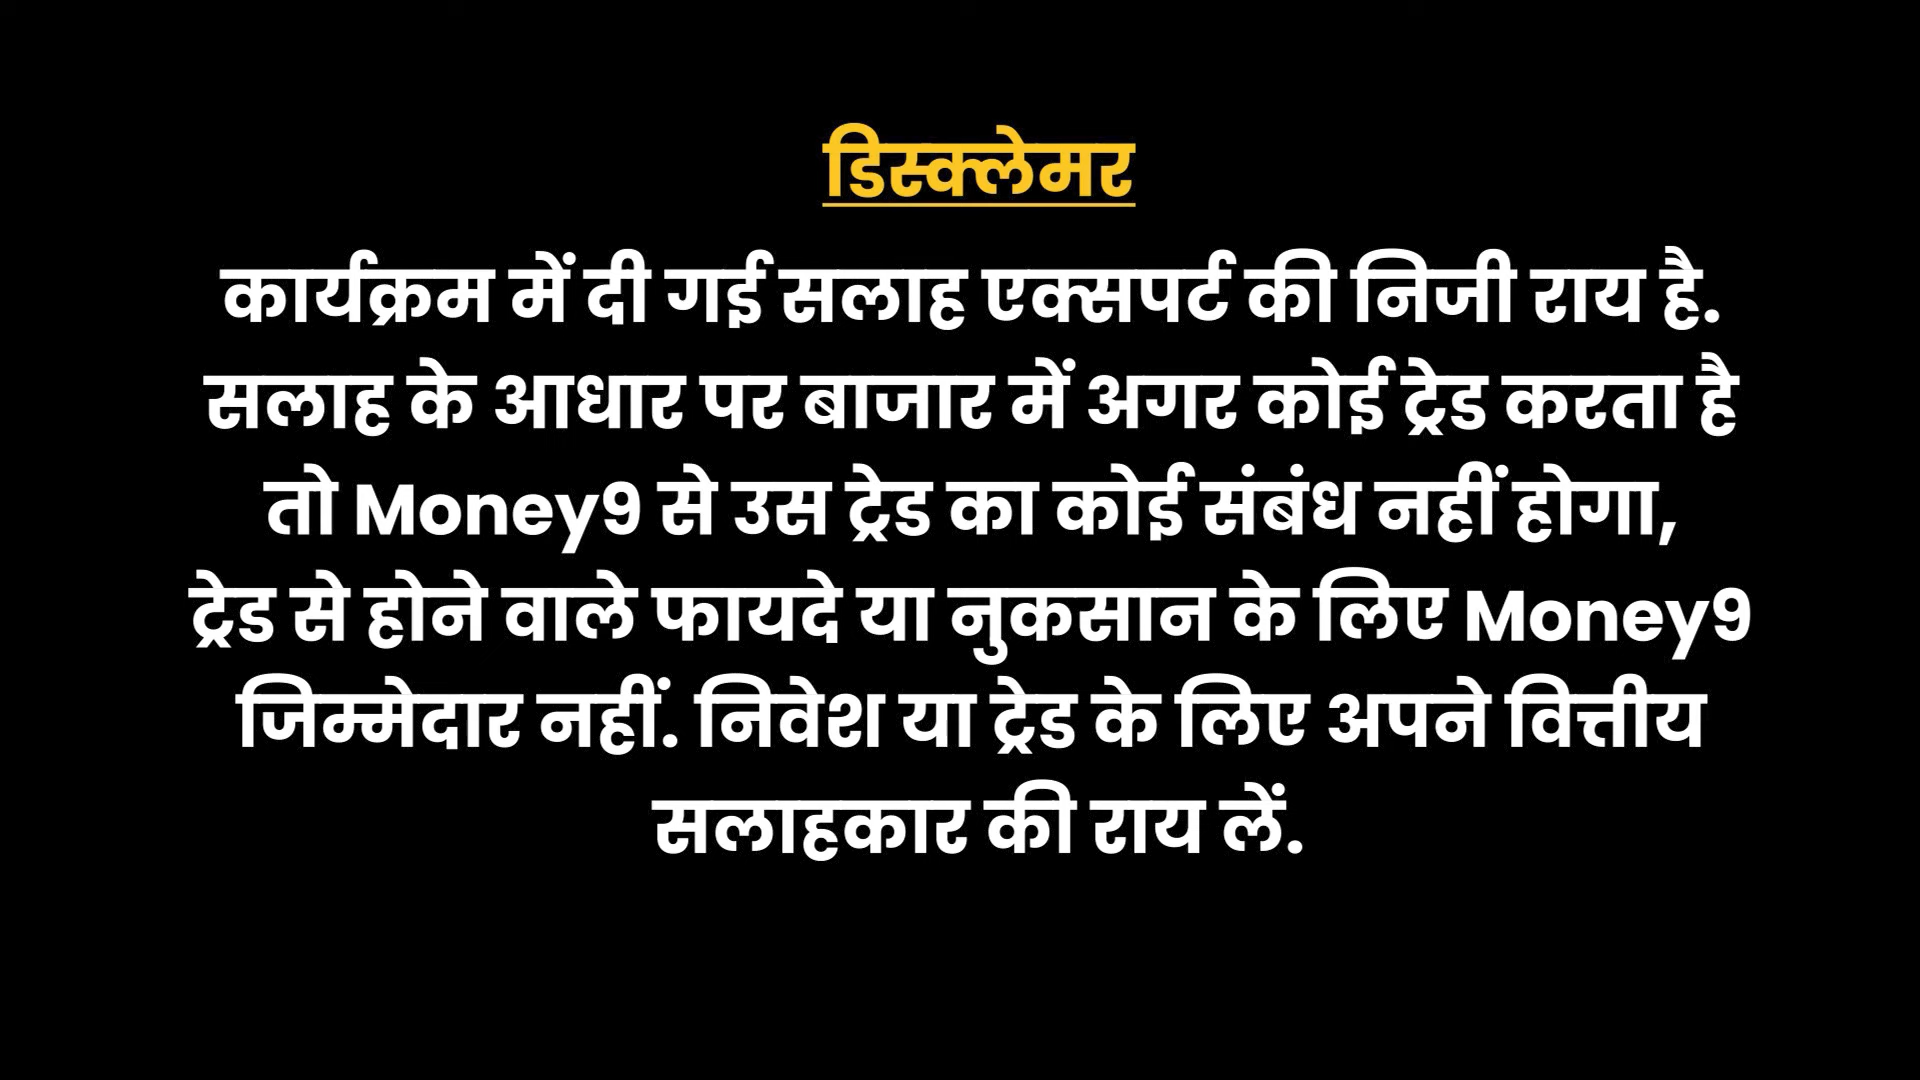 डिस्क्लेमर
कार्यक्रम में दी गई सलाह एक्सपर्ट की निजी राय है.
सलाह के आधार पर बाजार में अगर कोई ट्रेड करता है
तो Money9 से उस ट्रेड का कोई संबंध नहीं होगा,
ट्रेड से होने वाले फायदे या नुकसान के लिए Money9
जिम्मेदार नहीं. निवेश या ट्रेड के लिए अपने वित्तीय
सलाहकार की राय लें.